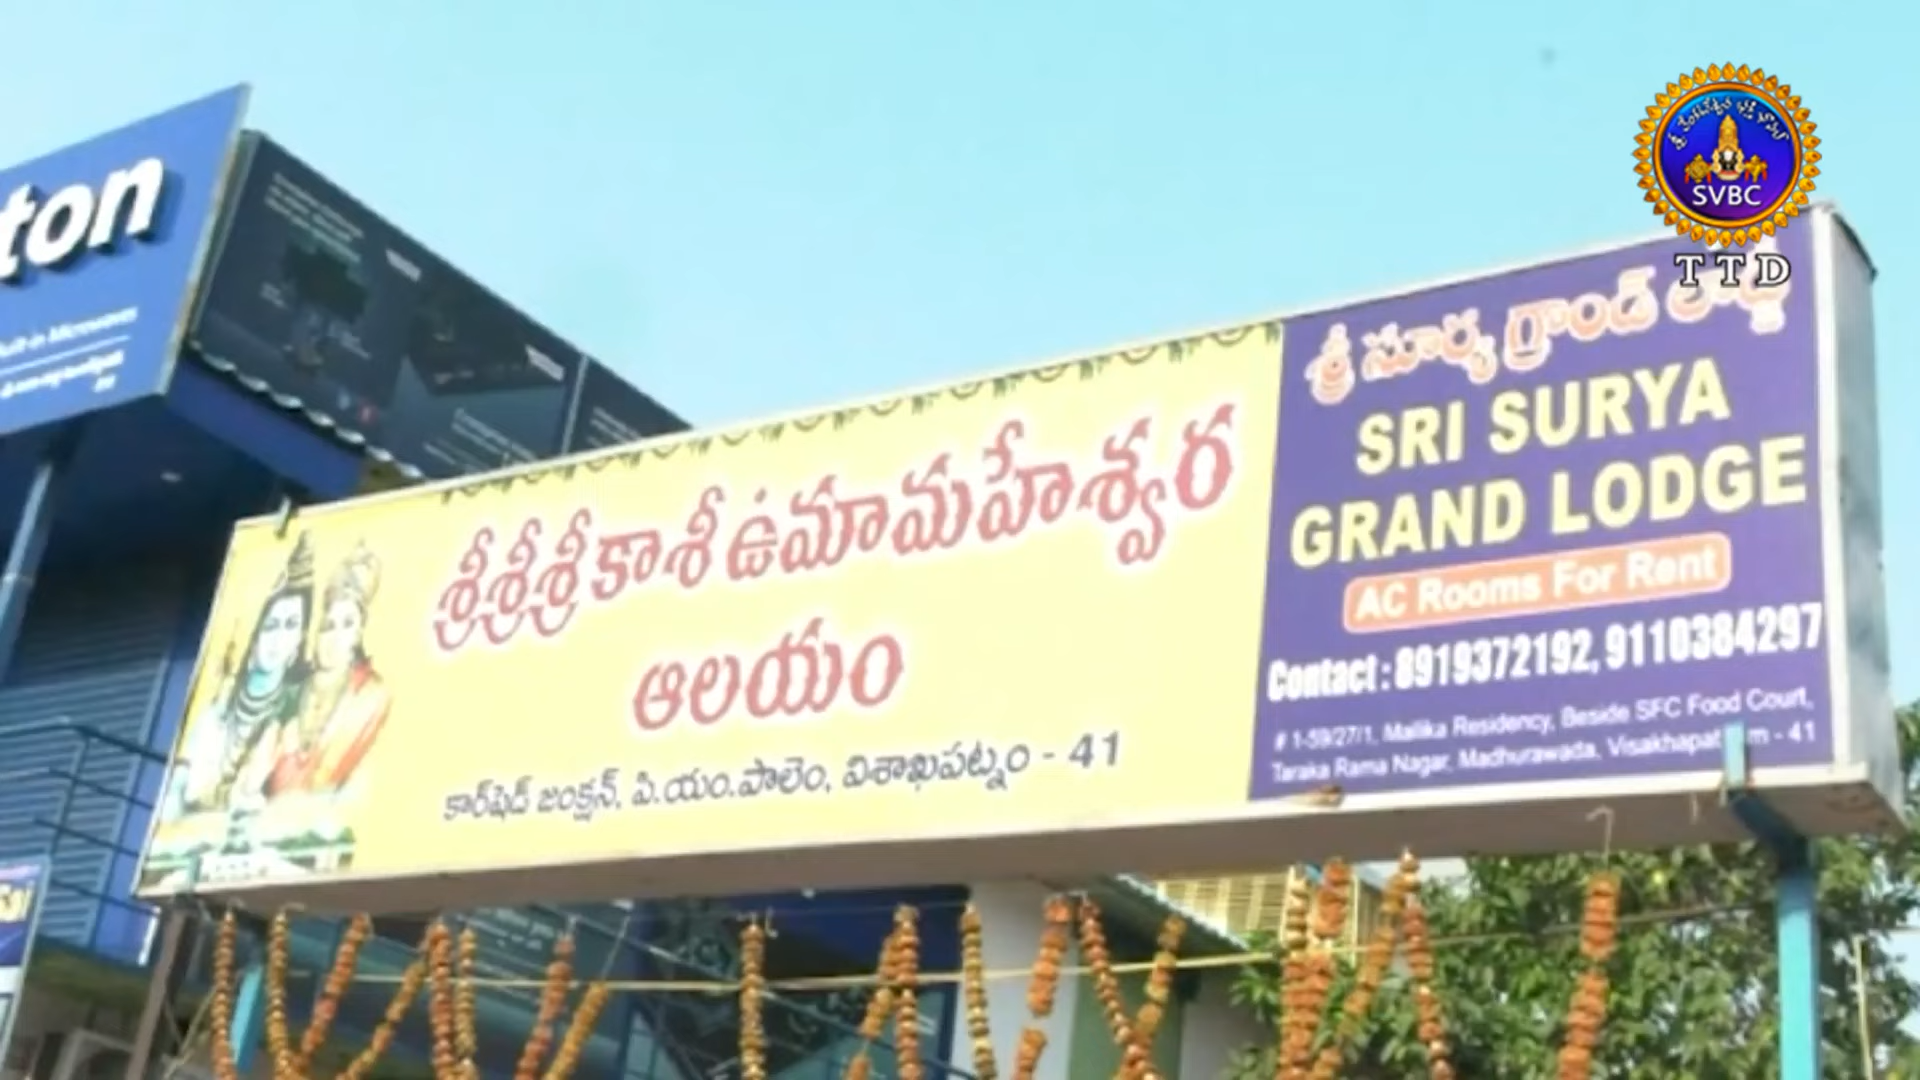 ton
శ్రీశ్రీశ్రీ కాశీ ఉమామహేశ్వర
ఆలయం
కార్‌షెడ్ జంక్షన్, పి.యం.పాలెం, విశాఖపట్నం - 41
శ్రీ సూర్య గ్రాండ్
SRI SURYA
GRAND LODGE
AC Rooms For Rent
Contact : 8919372192, 9110384297
# 1-59/27/1, Mallika Residency, Beside SFC Food Court,
Taraka Rama Nagar, Madhurawada, - 41
SVBC
TTD